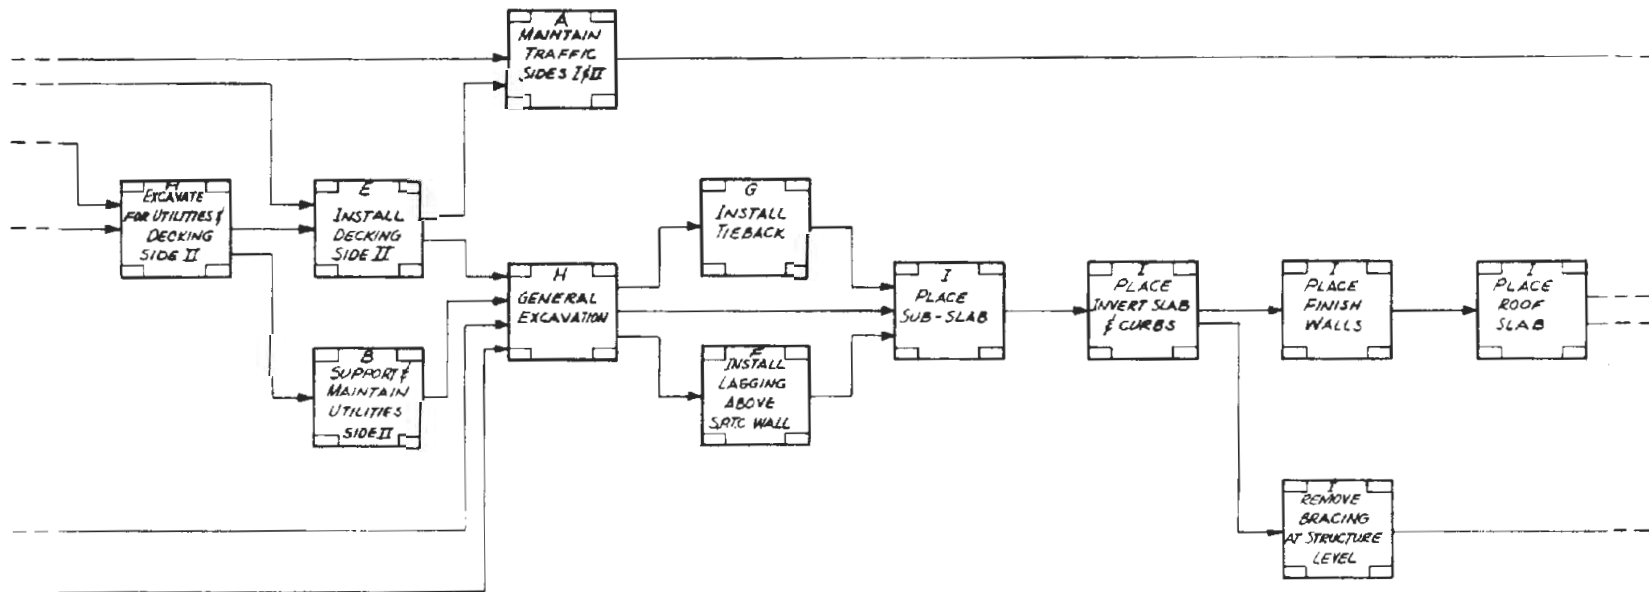 A
MAINTAIN
TRAFFIC
SIDES I & II
H
EXCAVATE
FOR UTILITIES &
DECKING
SIDE II
E
INSTALL
DECKING
SIDE II
B
SUPPORT &
MAINTAIN
UTILITIES
SIDE II
H
GENERAL
EXCAVATION
G
INSTALL
TIEBACK
F
INSTALL
LAGGING
ABOVE
S.P.T.C WALL
I
PLACE
SUB-SLAB
I
PLACE
INVERT SLAB
& CURBS
I
PLACE
FINISH
WALLS
I
PLACE
ROOF
SLAB
I
REMOVE
BRACING
AT STRUCTURE
LEVEL